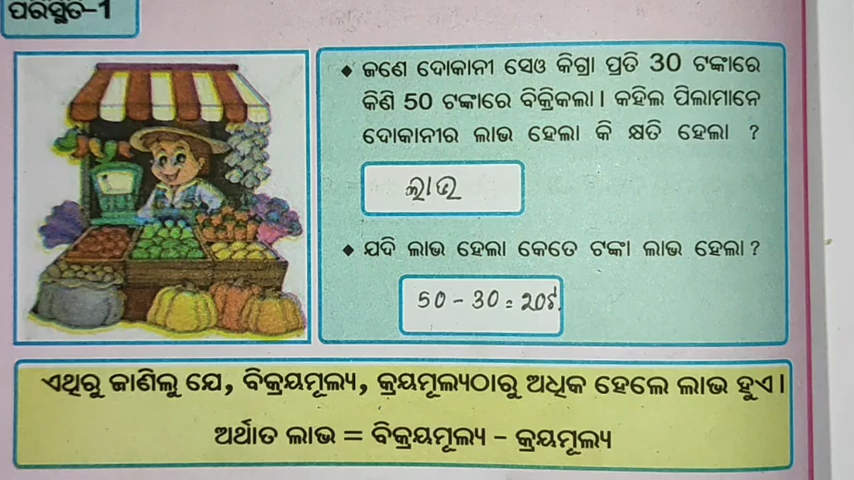 ପରିସ୍ଥିତି-1
♦ ଜଣେ ଦୋକାନୀ ସେଓ କିଗ୍ରା ପ୍ରତି 30 ଟଙ୍କାରେ
କିଣି 50 ଟଙ୍କାରେ ବିକ୍ରିକଲା । କହିଲ ପିଲାମାନେ
ଦୋକାନୀର ଲାଭ ହେଲା କି କ୍ଷତି ହେଲା ?
ଲାଭ
♦ ଯଦି ଲାଭ ହେଲା କେତେ ଟଙ୍କା ଲାଭ ହେଲା ?
50 - 30 = 20ଟ.
ଏଥିରୁ ଜାଣିଲୁ ଯେ, ବିକ୍ରୟମୂଲ୍ୟ, କ୍ରୟମୂଲ୍ୟଠାରୁ ଅଧିକ ହେଲେ ଲାଭ ହୁଏ ।
ଅର୍ଥାତ ଲାଭ = ବିକ୍ରୟମୂଲ୍ୟ - କ୍ରୟମୂଲ୍ୟ